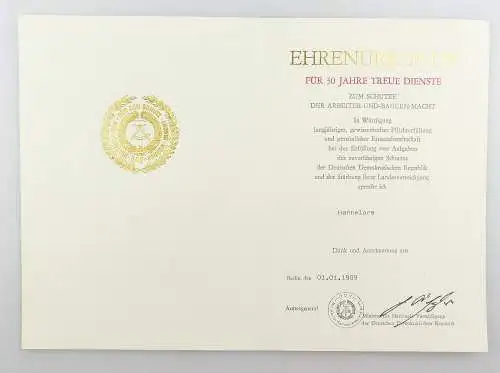 EHRENURKUNDE
FÜR 30 JAHRE TREUE DIENSTE
ZUM SCHUTZE
DER ARBEITER-UND-BAUERN-MACHT
In Würdigung
langjähriger, gewissenhafter Pflichterfüllung
und persönlicher Einsatzbereitschaft
bei der Erfüllung von Aufgaben
des zuverlässigen Schutzes
der Deutschen Demokratischen Republik
und der Stärkung ihrer Landesverteidigung
spreche ich
Hannelore
Dank und Anerkennung aus
Berlin, den 01.01.1989
Armeegeneral
Minister für Nationale Verteidigung
der Deutschen Demokratischen Republik